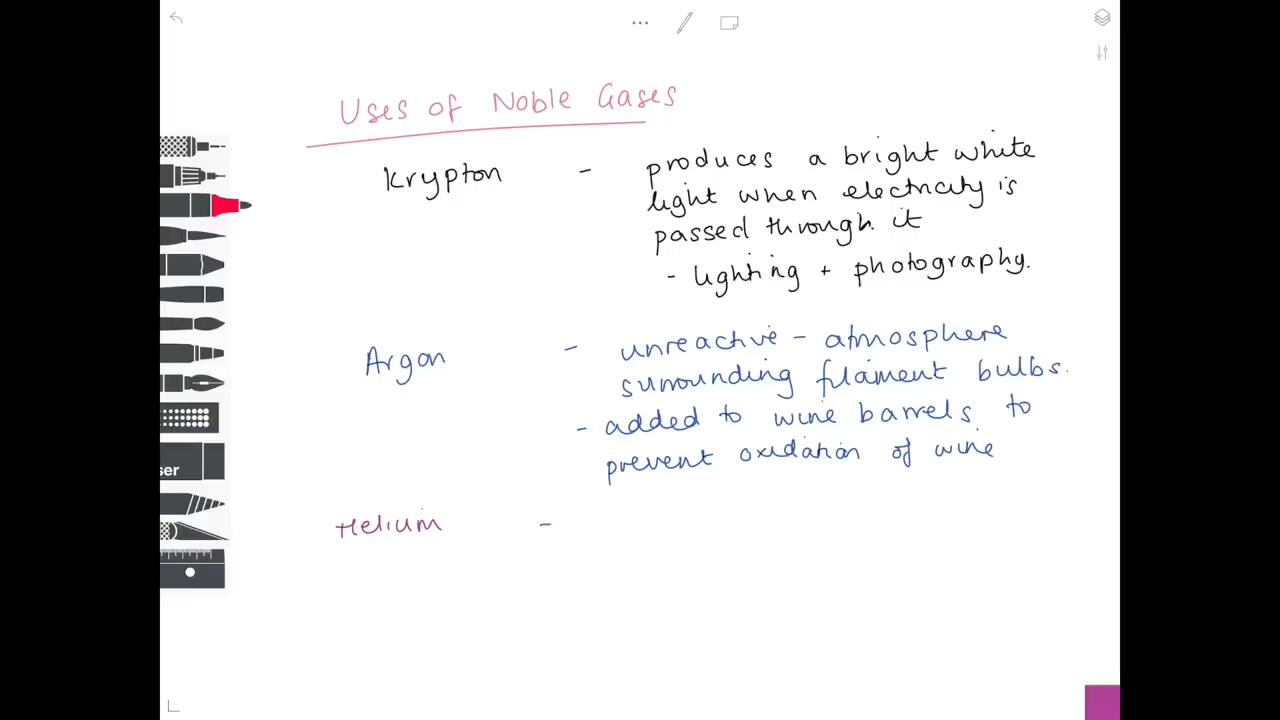 Uses of Noble Gases
Krypton - produces a bright white
light when electricity is
passed through it
- lighting + photography.
Argon - unreactive - atmosphere
surrounding filament bulbs.
- added to wine barrels to
prevent oxidation of wine
ser
Helium -